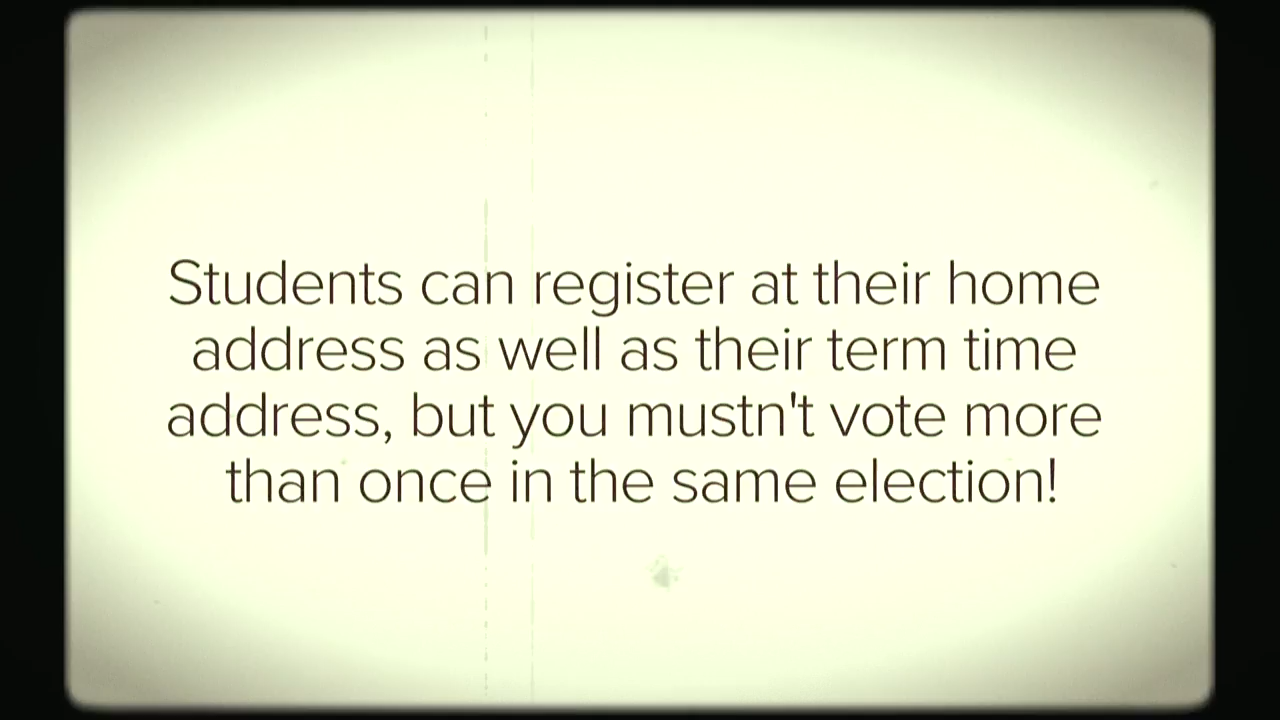 Students can register at their home
address as well as their term time
address, but you mustn't vote more
than once in the same election!